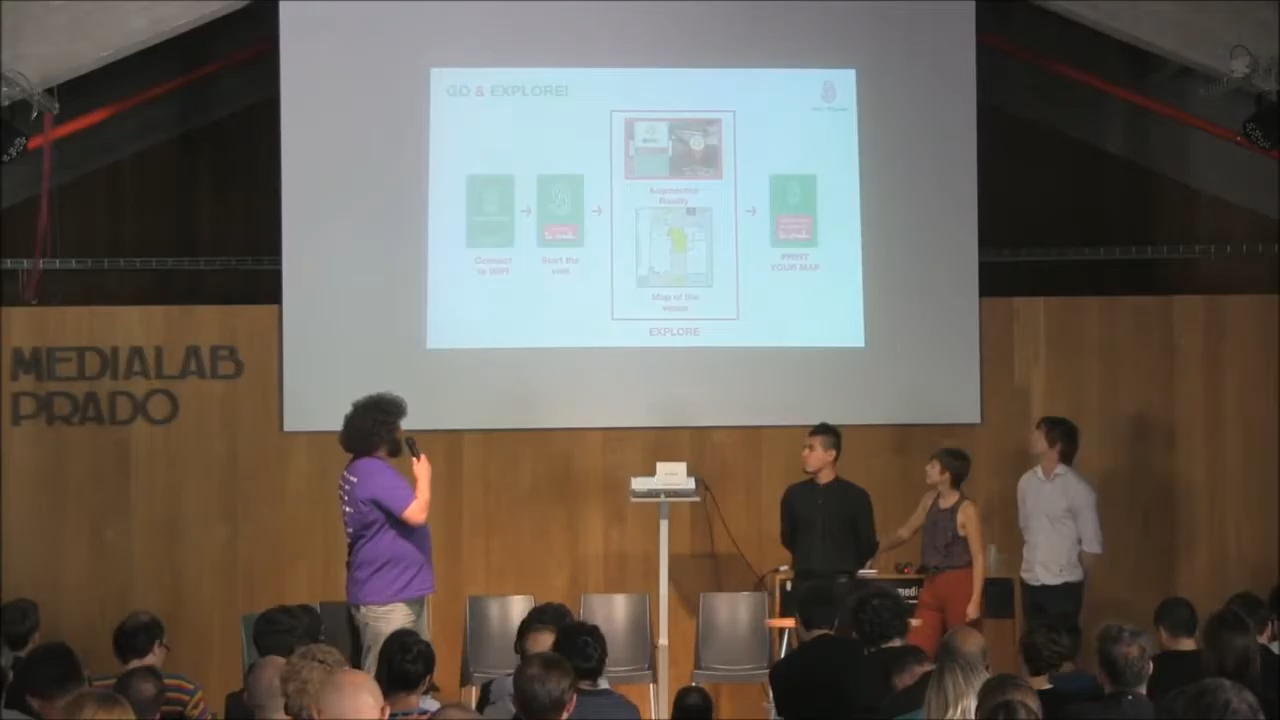 GO & EXPLORE!
Augmented
Reality
Connect
to WIFI
Start the
visit
Map of the
venue
PRINT
YOUR MAP
EXPLORE
MEDIALAB
PRADO
media